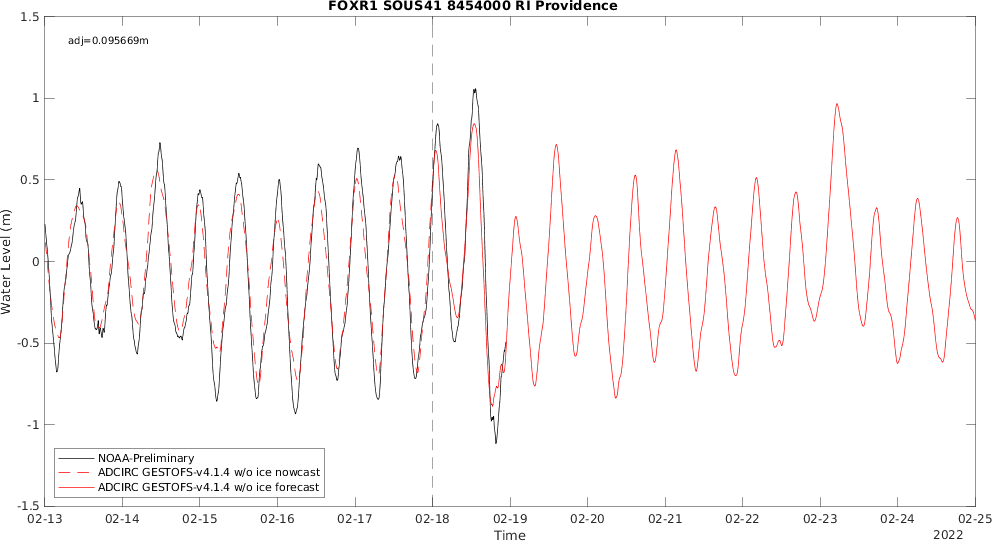 FOXR1 SOUS41 8454000 RI Providence
adj=0.095669m
1.5
1
0.5
0
-0.5
-1
-1.5
Water Level (m)
NOAA-Preliminary
ADCIRC GESTOFS-v4.1.4 w/o ice nowcast
ADCIRC GESTOFS-v4.1.4 w/o ice forecast
02-13 02-14 02-15 02-16 02-17 02-18 02-19 02-20 02-21 02-22 02-23 02-24 02-25
Time
2022